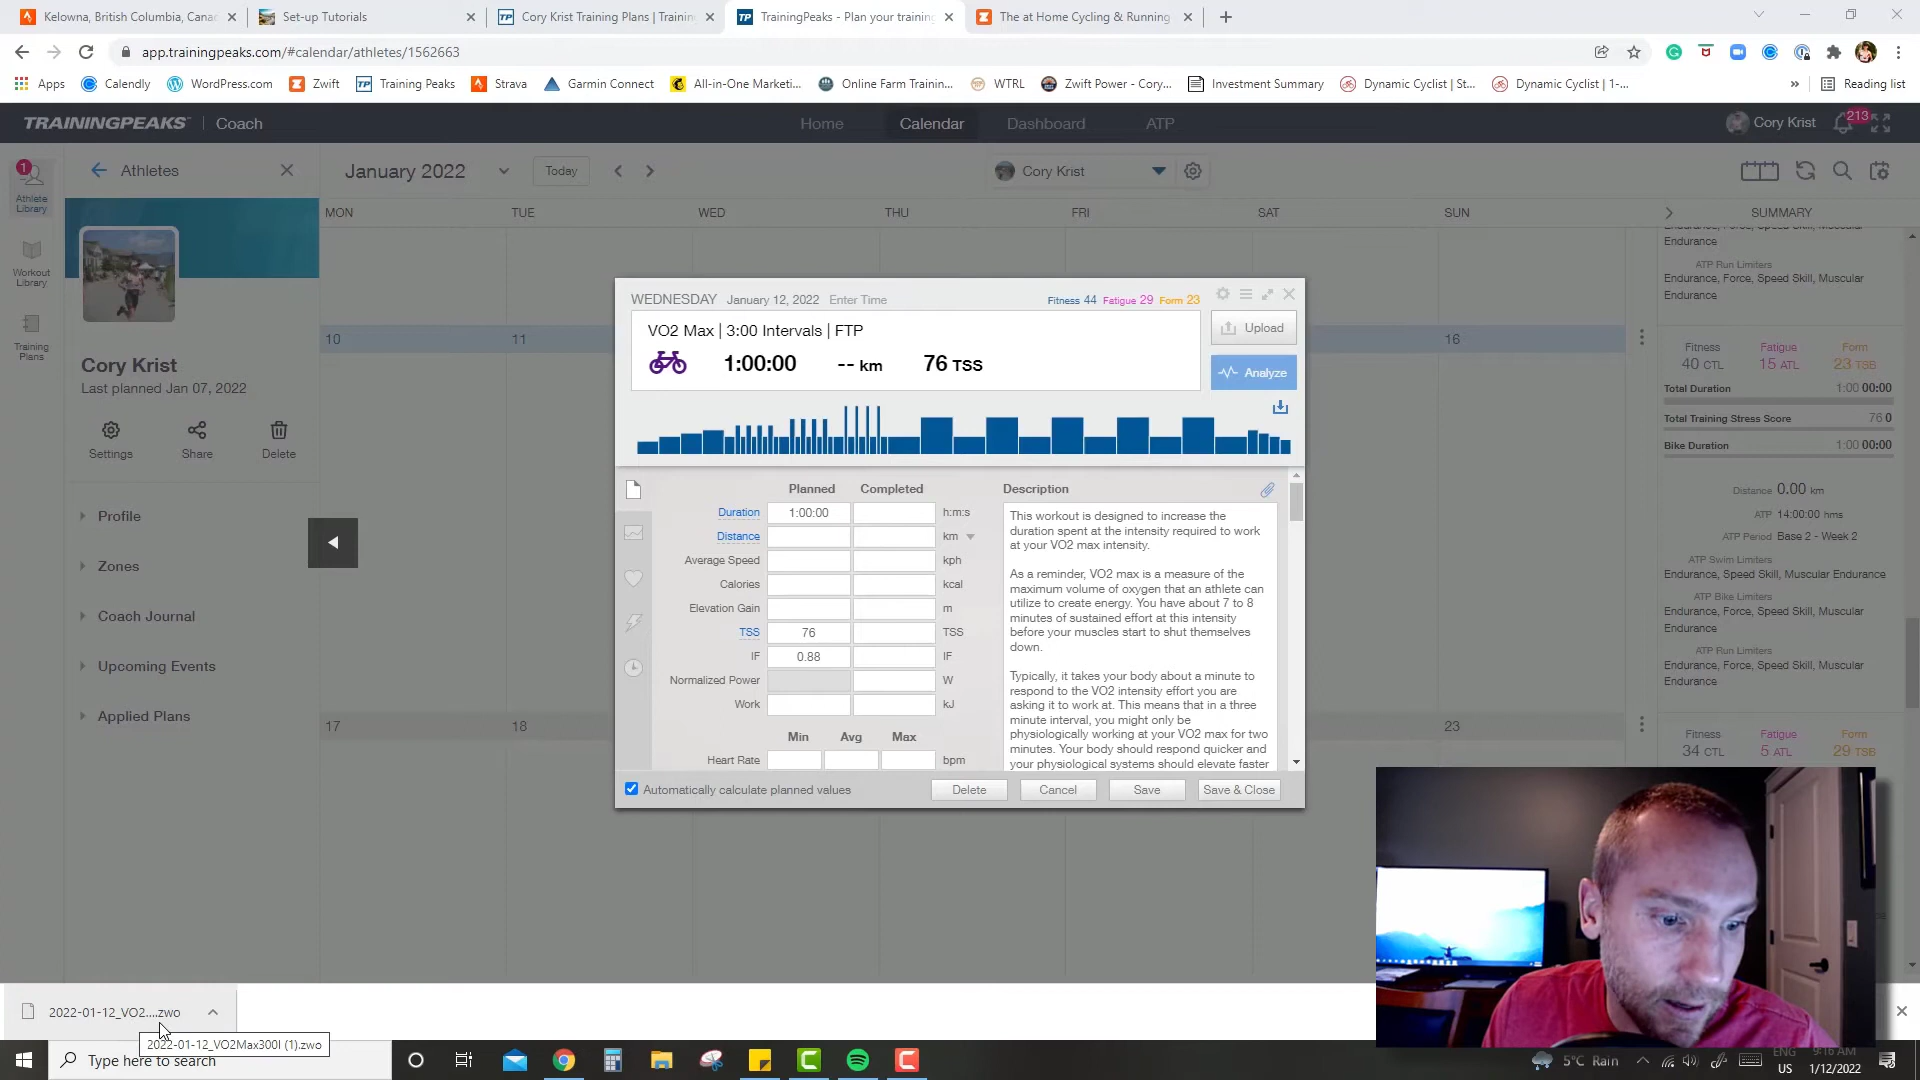 Kelowna, British Columbia, Cana
Set-up Tutorials
Cory Krist Training Plans | Trainin
TrainingPeaks - Plan your training
The at Home Cycling & Running
app.trainingpeaks.com/#calendar/athletes/1562663
Apps
Calendly
WordPress.com
Zwift
Training Peaks
Strava
Garmin Connect
All-in-One Marketi...
Online Farm Trainin...
WTRL
Zwift Power - Cory...
Investment Summary
Dynamic Cyclist | St...
Dynamic Cyclist | 1-...
Reading list
TRAININGPEAKS
Coach
Home
Calendar
Dashboard
ATP
Cory Krist
213
1
Athlete
Library
Workout
Library
Training
Plans
Athletes
Cory Krist
Last planned Jan 07, 2022
Settings
Share
Delete
Profile
Zones
Coach Journal
Upcoming Events
Applied Plans
January 2022
Today
Cory Krist
MON
TUE
WED
THU
FRI
SAT
SUN
SUMMARY
10
11
16
17
18
23
WEDNESDAY January 12, 2022 Enter Time
Fitness 44 Fatigue 29 Form 23
VO2 Max | 3:00 Intervals | FTP
1:00:00
-- km
76 TSS
Upload
Analyze
Planned
Completed
Duration 1:00:00 h:m:s
Distance km
Average Speed kph
Calories kcal
Elevation Gain m
TSS 76 TSS
IF 0.88 IF
Normalized Power W
Work kJ
Min Avg Max
Heart Rate bpm
Description
This workout is designed to increase the
duration spent at the intensity required to work
at your VO2 max intensity.
As a reminder, VO2 max is a measure of the
maximum volume of oxygen that an athlete can
utilize to create energy. You have about 7 to 8
minutes of sustained effort at this intensity
before your muscles start to shut themselves
down.
Typically, it takes your body about a minute to
respond to the VO2 intensity effort you are
asking it to work at. This means that in a three
minute interval, you might only be
physiologically working at your VO2 max for two
minutes. Your body should respond quicker and
your physiological systems should elevate faster
Automatically calculate planned values
Delete
Cancel
Save
Save & Close
Endurance, Force, Speed Skill, Muscular
Endurance
ATP Run Limiters
Endurance, Force, Speed Skill, Muscular
Endurance
Fitness Fatigue Form
40 CTL 15 ATL 23 TSB
Total Duration 1:00 00:00
Total Training Stress Score 76 0
Bike Duration 1:00 00:00
Distance 0.00 km
ATP 14:00:00 hms
ATP Period Base 2 - Week 2
ATP Swim Limiters
Endurance, Speed Skill, Muscular Endurance
ATP Bike Limiters
Endurance, Force, Speed Skill, Muscular
Endurance
ATP Run Limiters
Endurance, Force, Speed Skill, Muscular
Endurance
Fitness Fatigue Form
34 CTL 5 ATL 29 TSB
2022-01-12_VO2....zwo
2022-01-12_VO2Max300I (1).zwo
Type here to search
5°C Rain
ENG
US
9:16 AM
1/12/2022